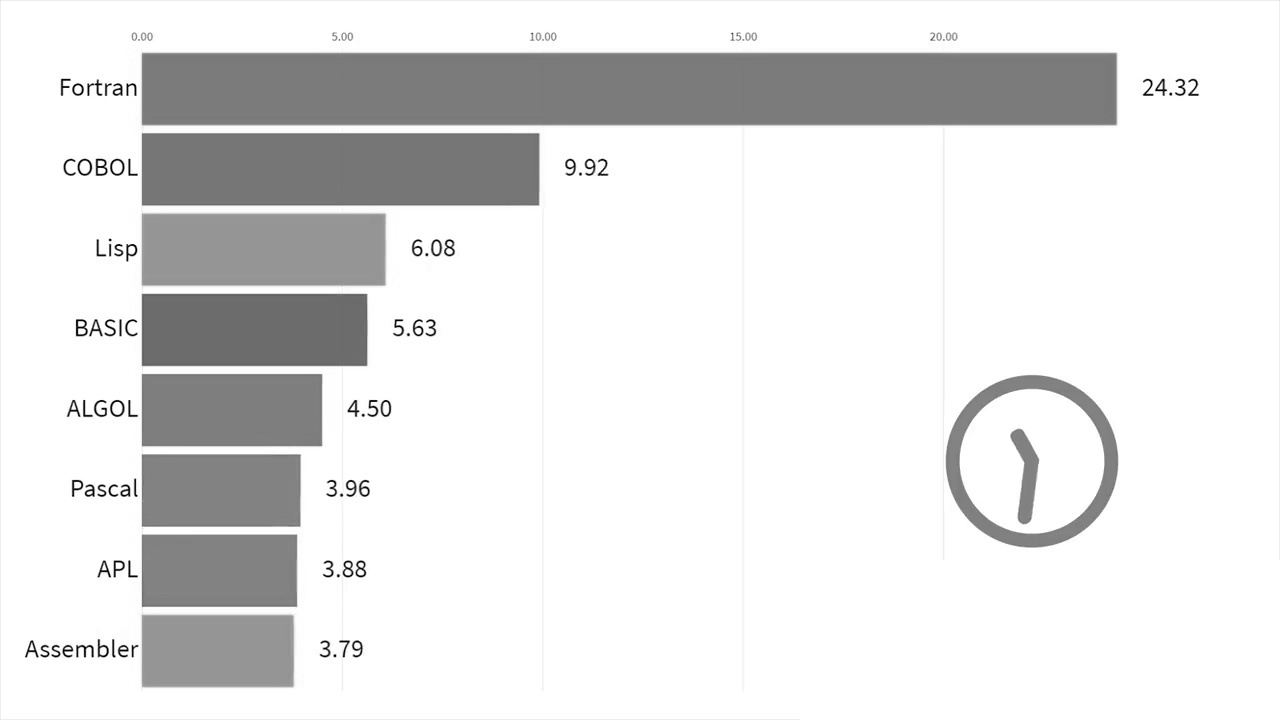 0.00 5.00 10.00 15.00 20.00
Fortran 24.32
COBOL 9.92
Lisp 6.08
BASIC 5.63
ALGOL 4.50
Pascal 3.96
APL 3.88
Assembler 3.79